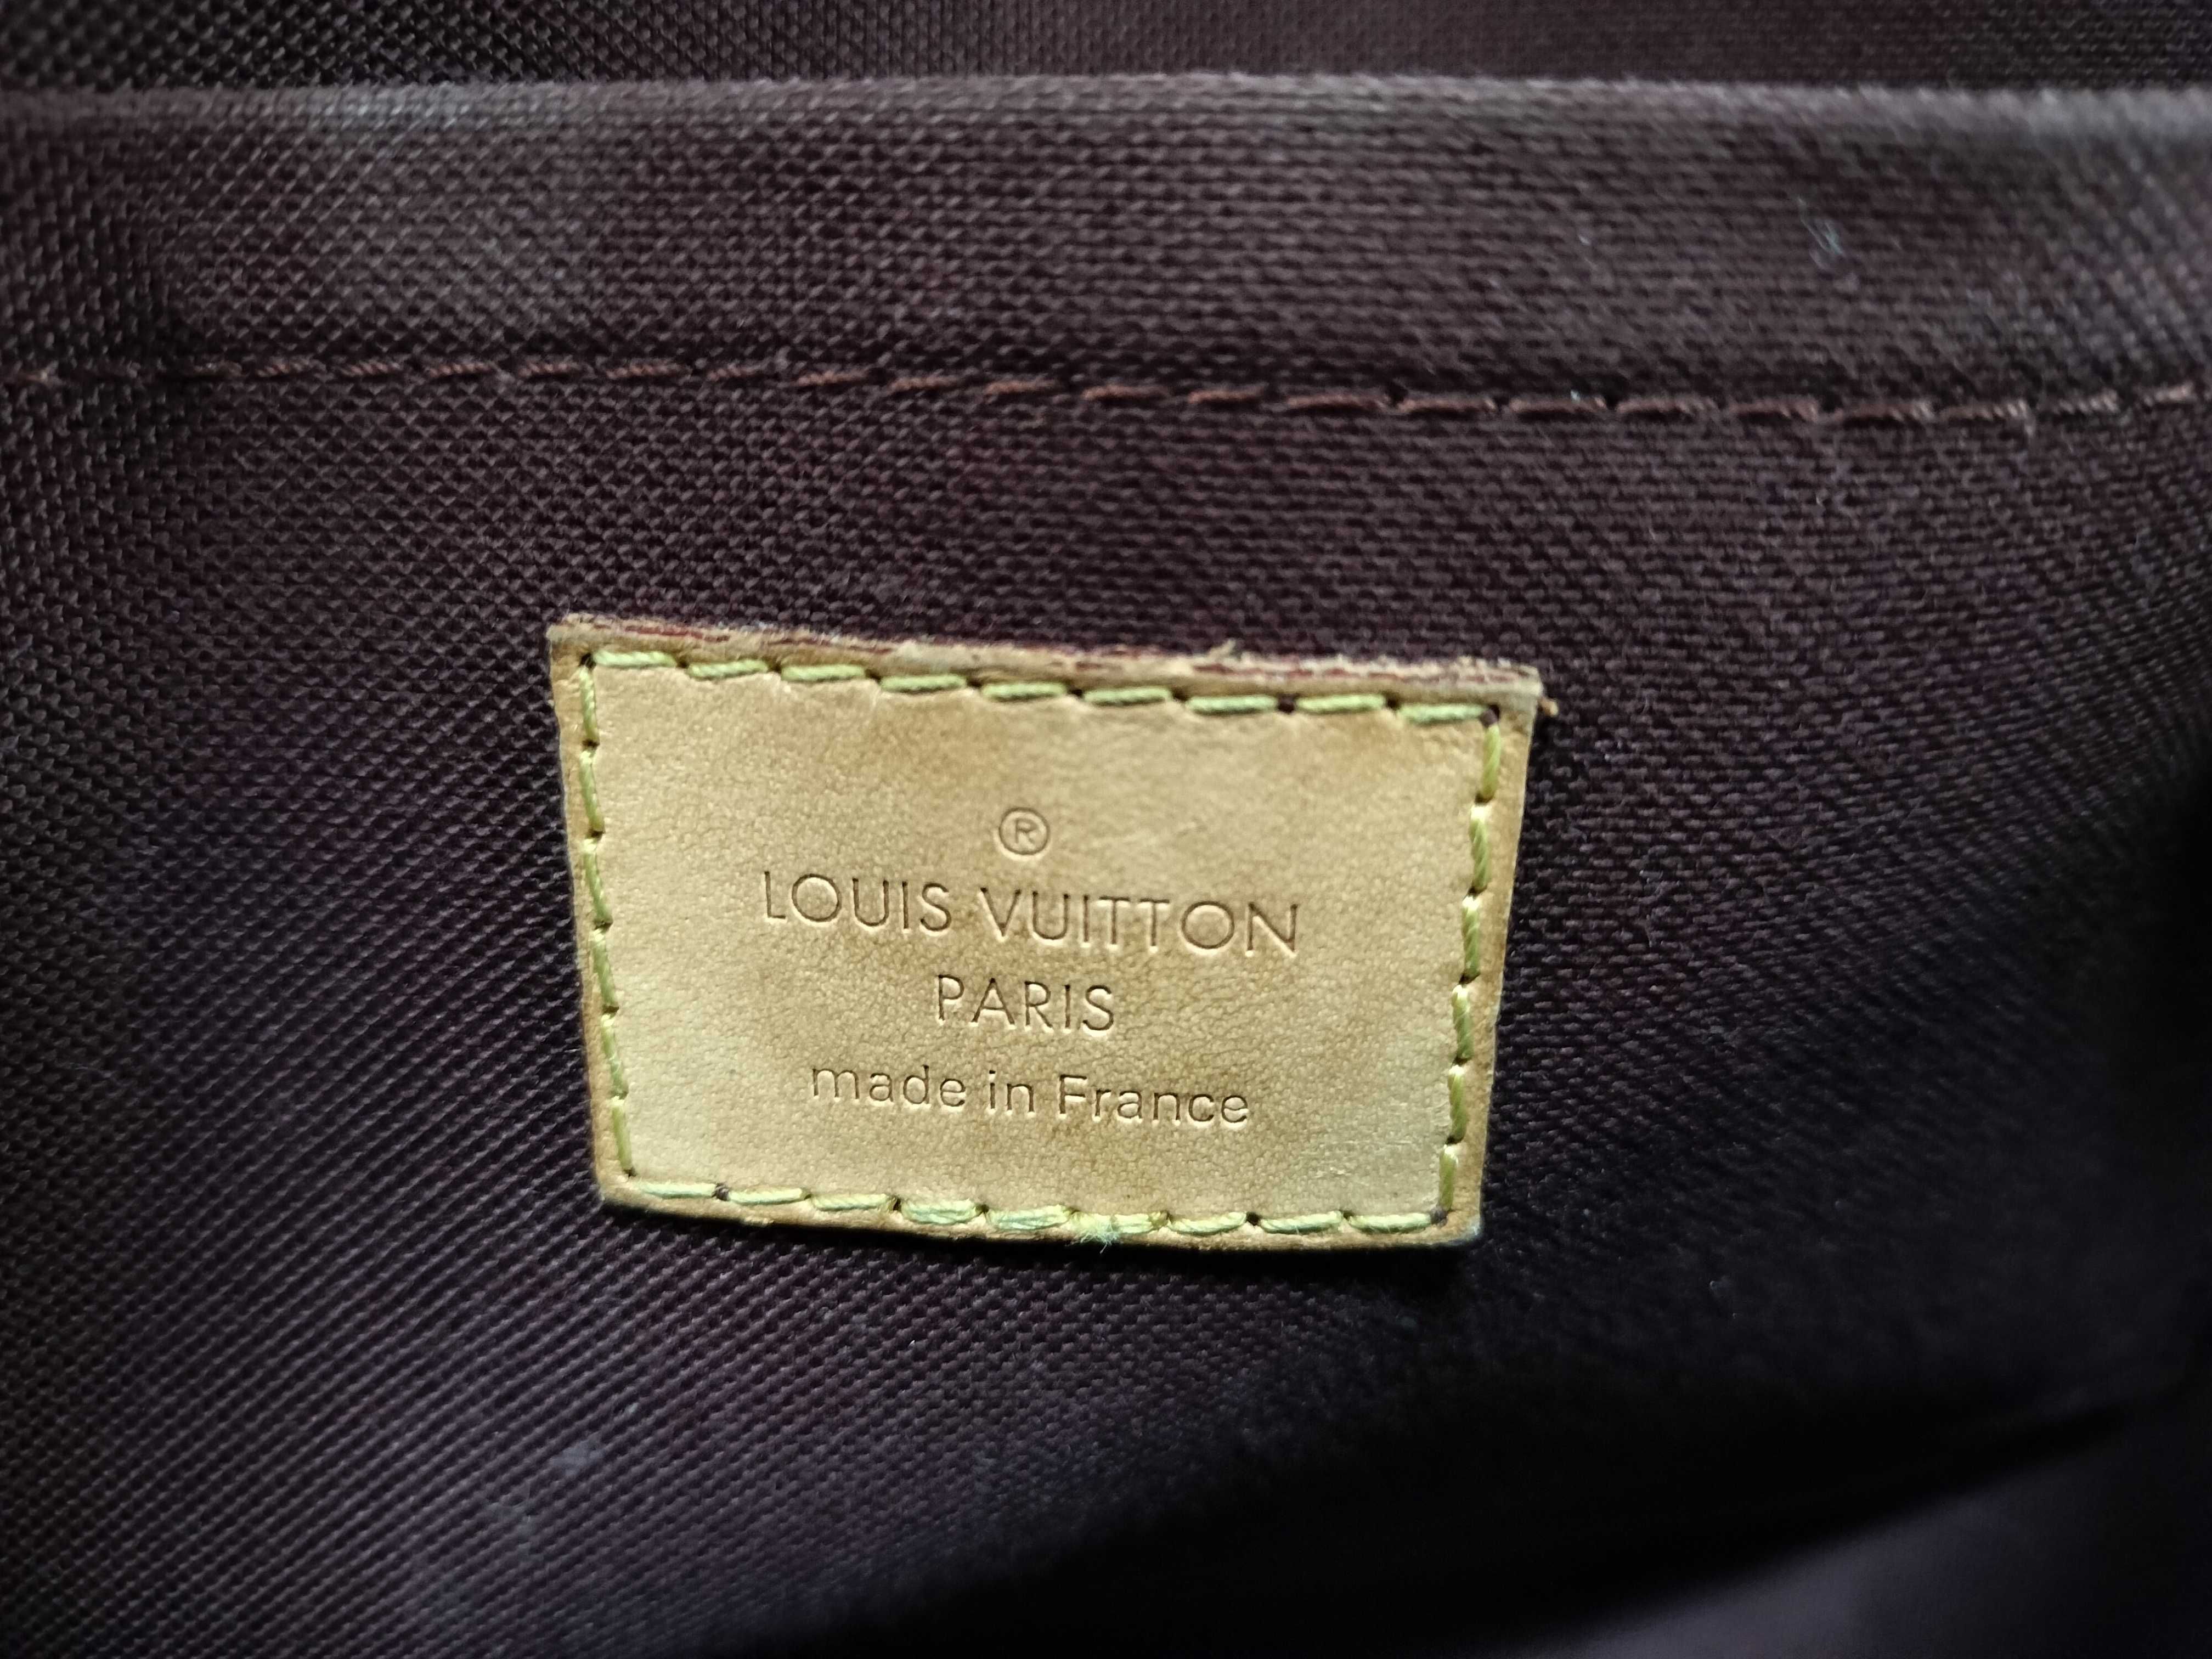 ®
LOUIS VUITTON
PARIS
made in France